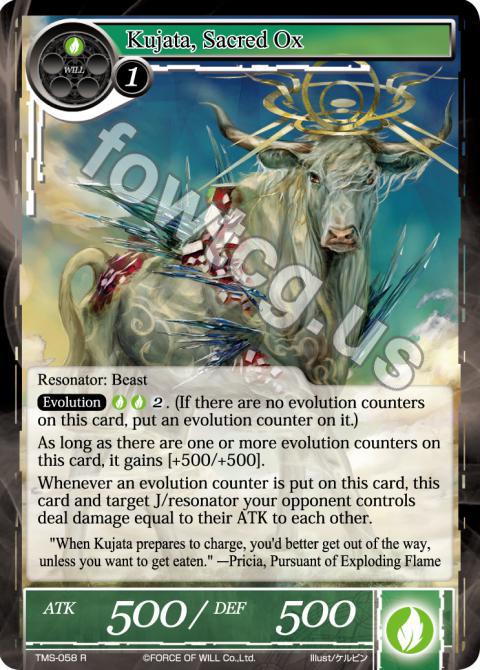 Kujata, Sacred Ox
WILL
1
fowtcg.us
Resonator: Beast
Evolution 2 . (If there are no evolution counters
on this card, put an evolution counter on it.)
As long as there are one or more evolution counters on
this card, it gains [+500/+500].
Whenever an evolution counter is put on this card, this
card and target J/resonator your opponent controls
deal damage equal to their ATK to each other.
"When Kujata prepares to charge, you'd better get out of the way,
unless you want to get eaten." —Pricia, Pursuant of Exploding Flame
ATK 500/ DEF 500
TMS-058 R ©FORCE OF WILL Co.,Ltd. Illust/ケルビン